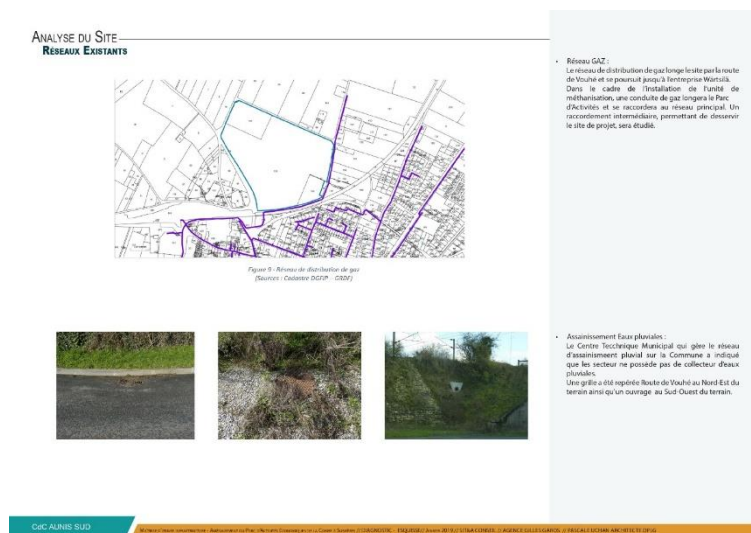 ANALYSE DU SITE
RÉSEAUX EXISTANTS
• Réseau GAZ :
Le réseau de distribution de gaz longe le site par la route
de Vouhé et se poursuit jusqu'à l'entreprise Wärtsilä.
Dans le cadre de l'installation de l'unité de
méthanisation, une conduite de gaz longera le Parc
d'Activités et se raccordera au réseau principal. Un
raccordement intermédiaire, permettant de desservir
le site de projet, sera étudié.
Figure 9 - Réseau de distribution de gaz
(Sources : Cadastre DGFIP - GRDF)
• Assainissement Eaux pluviales :
Le Centre Tecchnique Municipal qui gère le réseau
d'assainismeent pluvial sur la Commune a indiqué
que les secteur ne possède pas de collecteur d'eaux
pluviales.
Une grille a été repérée Route de Vouhé au Nord-Est du
terrain ainsi qu'un ouvrage au Sud-Ouest du terrain.
CdC AUNIS SUD